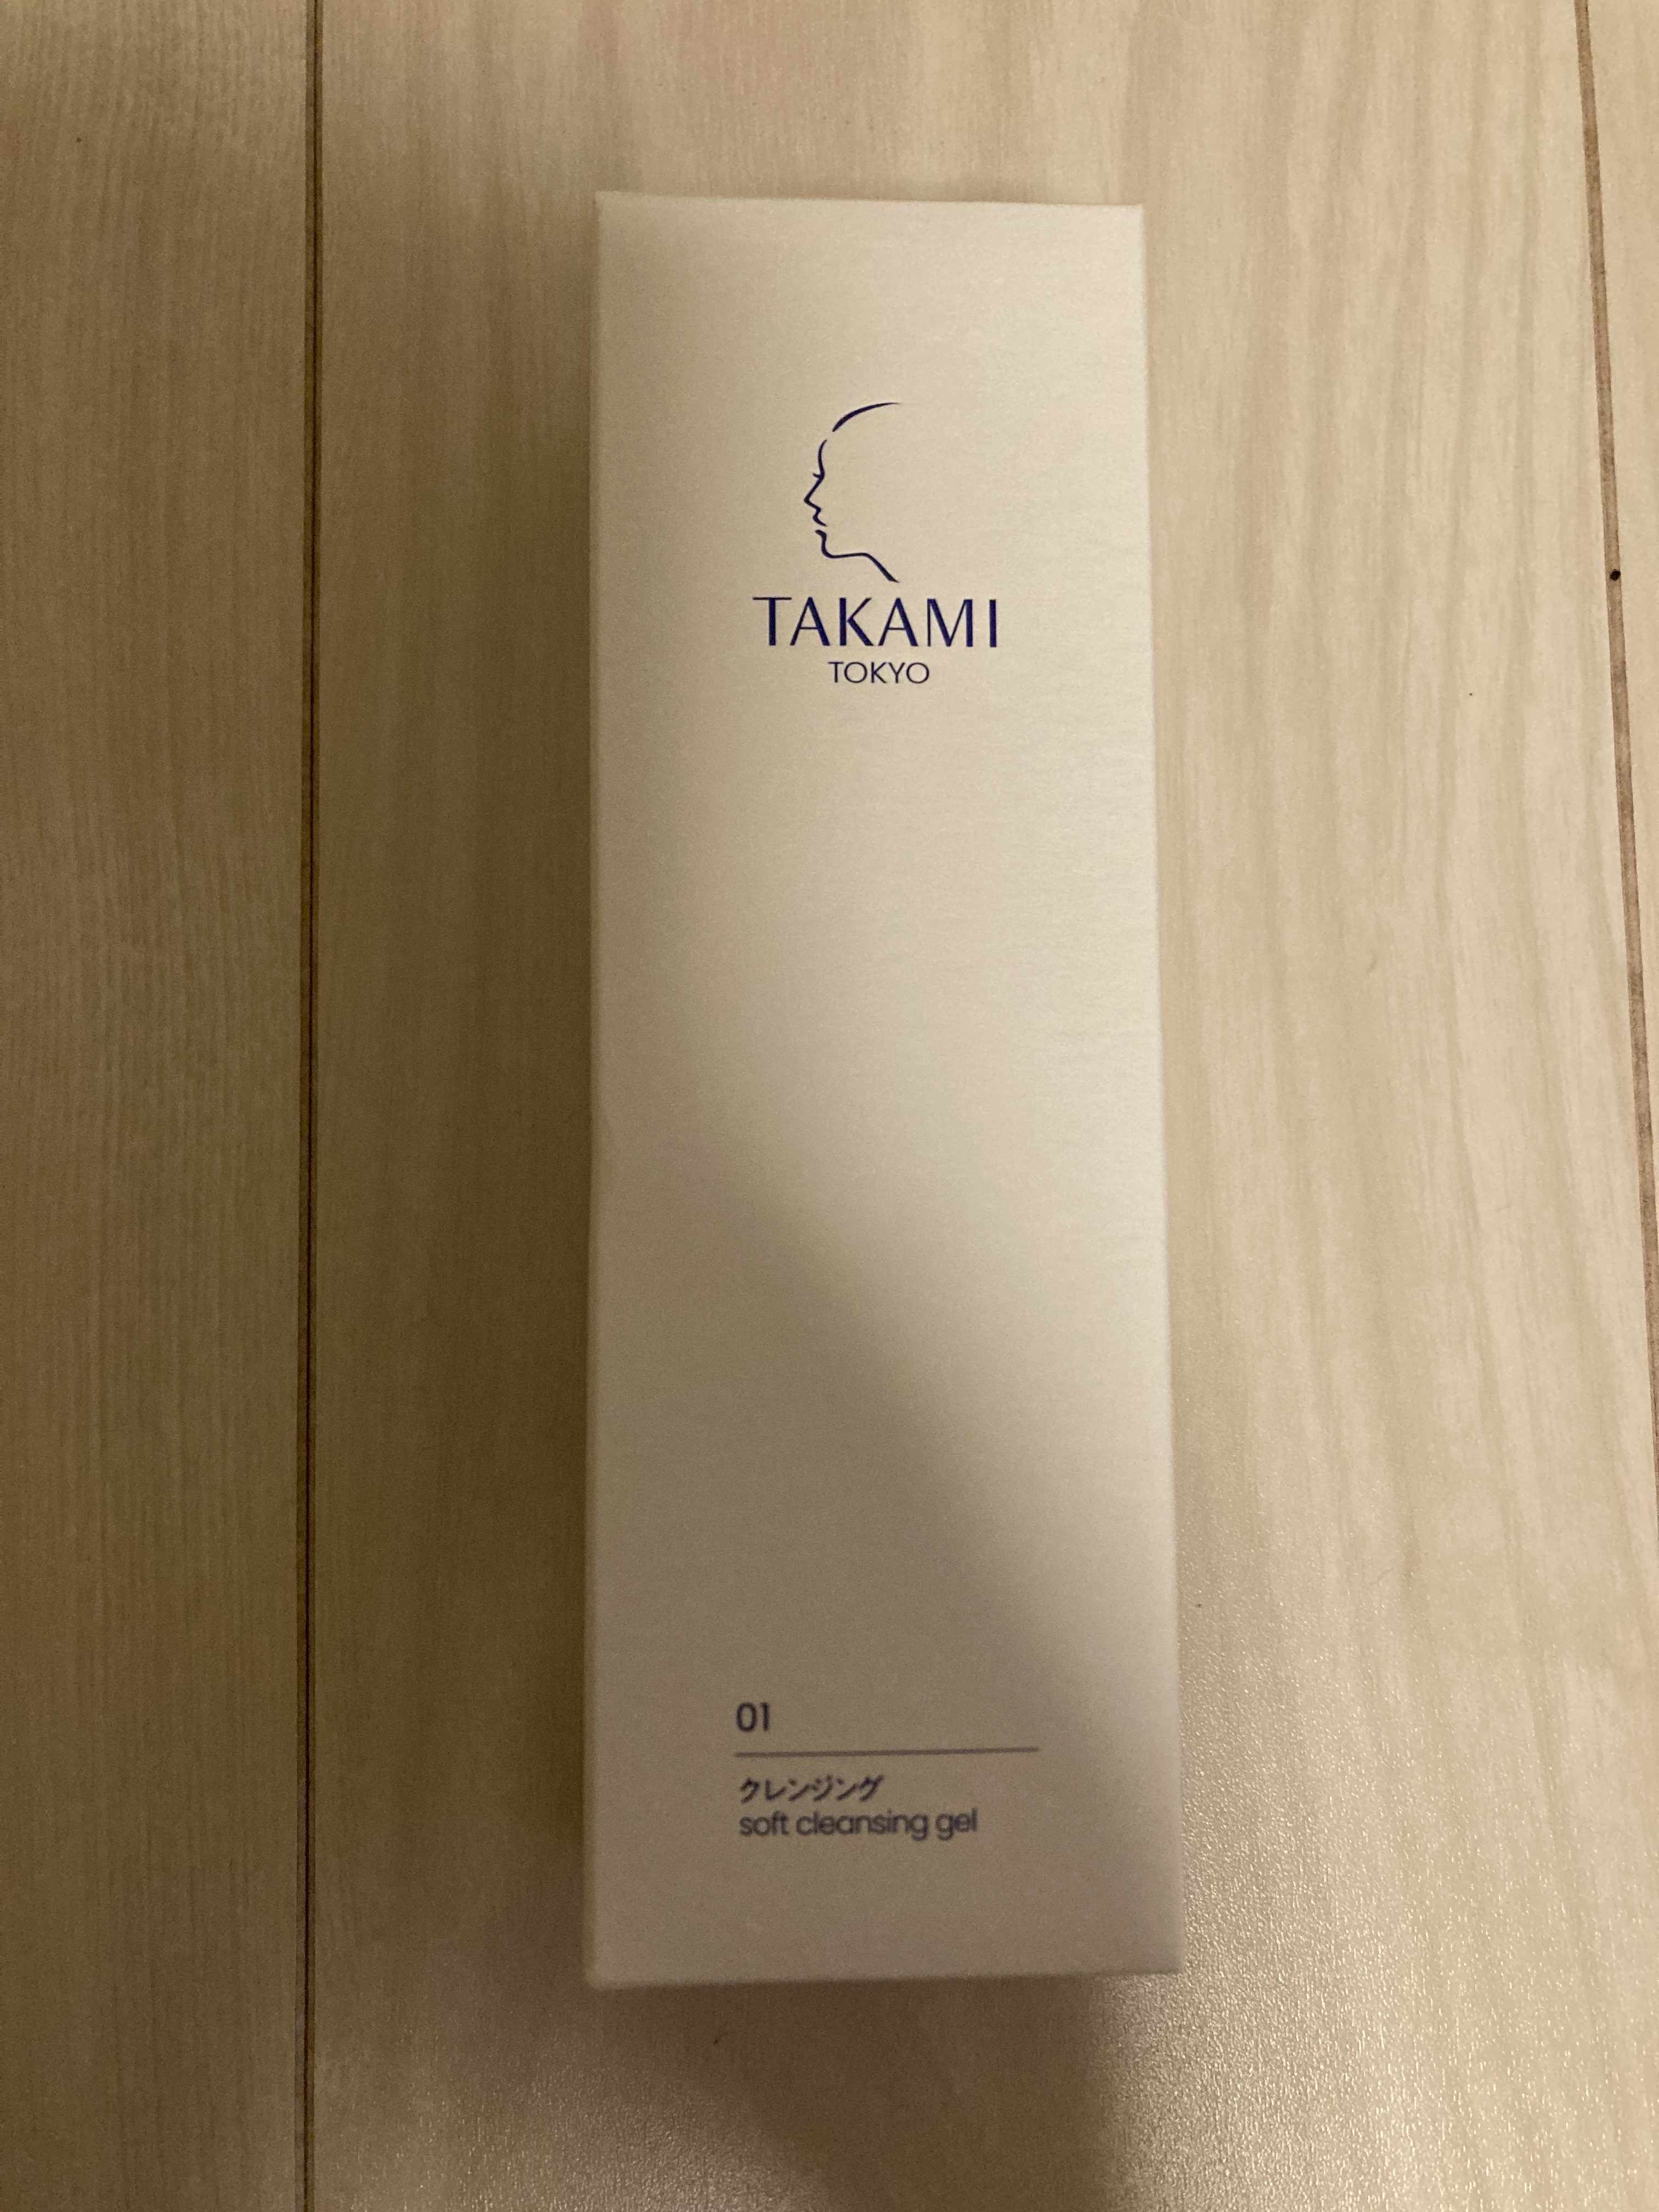 TAKAMI
TOKYO
01
クレンジング
soft cleansing gel